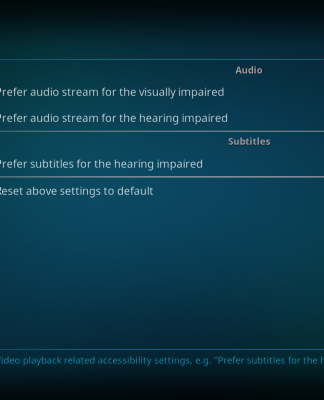 Audio
Prefer audio stream for the visually impaired
Prefer audio stream for the hearing impaired
Subtitles
Prefer subtitles for the hearing impaired
Reset above settings to default
Video playback related accessibility settings, e.g. "Prefer subtitles for the